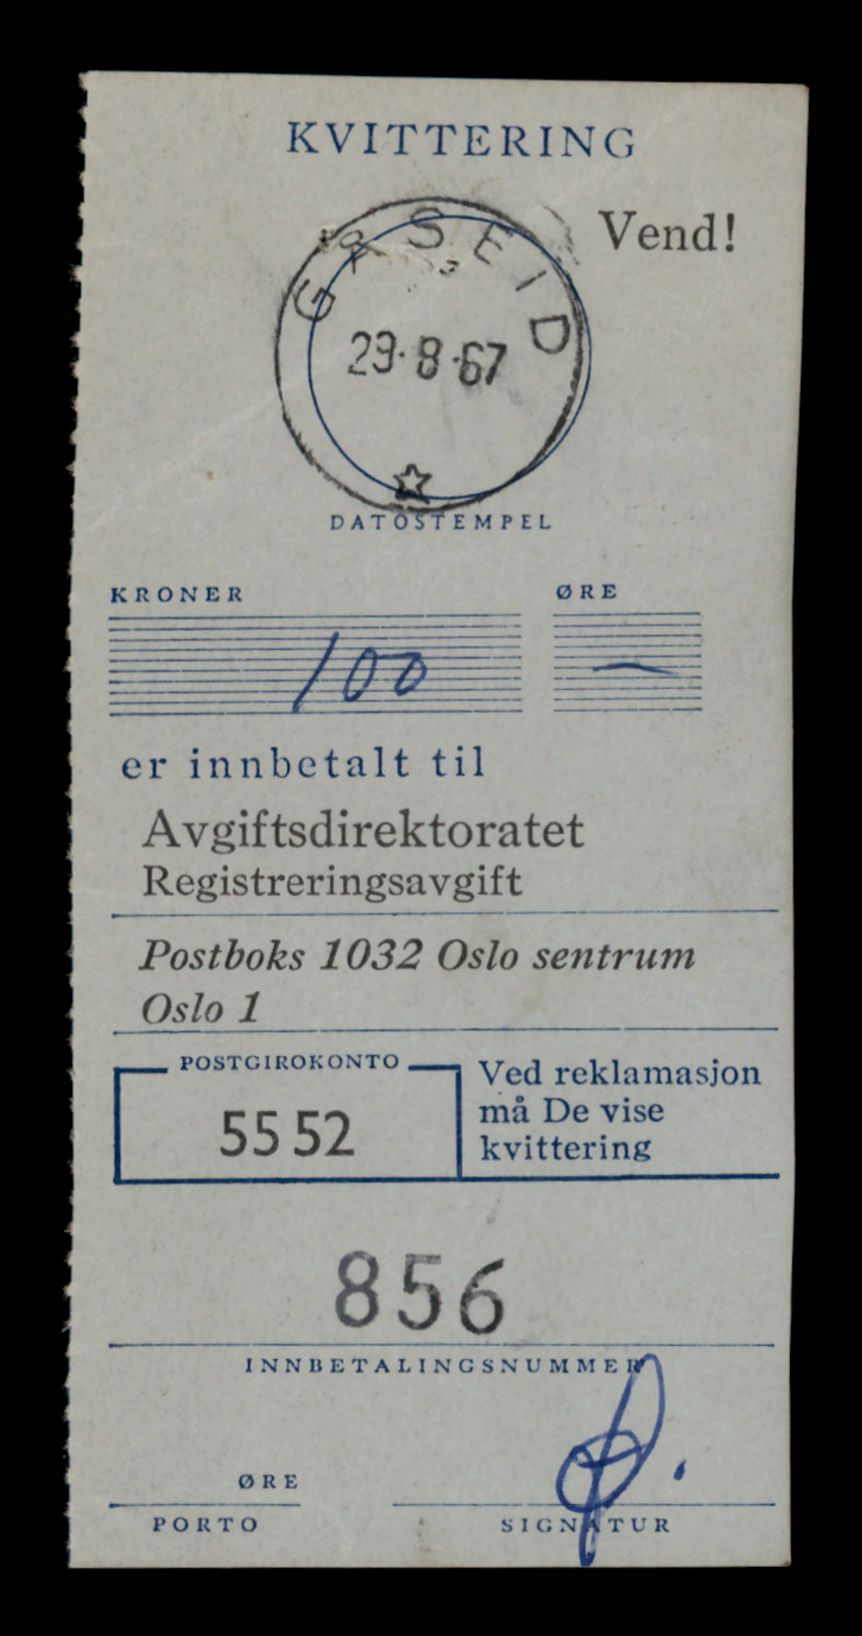 KVITTERING
Vend!
GÅSEID
29·8·67
DATOSTEMPEL
KRONER ØRE
100 —
er innbetalt til
Avgiftsdirektoratet
Registreringsavgift
Postboks 1032 Oslo sentrum
Oslo 1
POSTGIROKONTO
55 52
Ved reklamasjon
må De vise
kvittering
856
INNBETALINGSNUMMER
ØRE
PORTO SIGNATUR